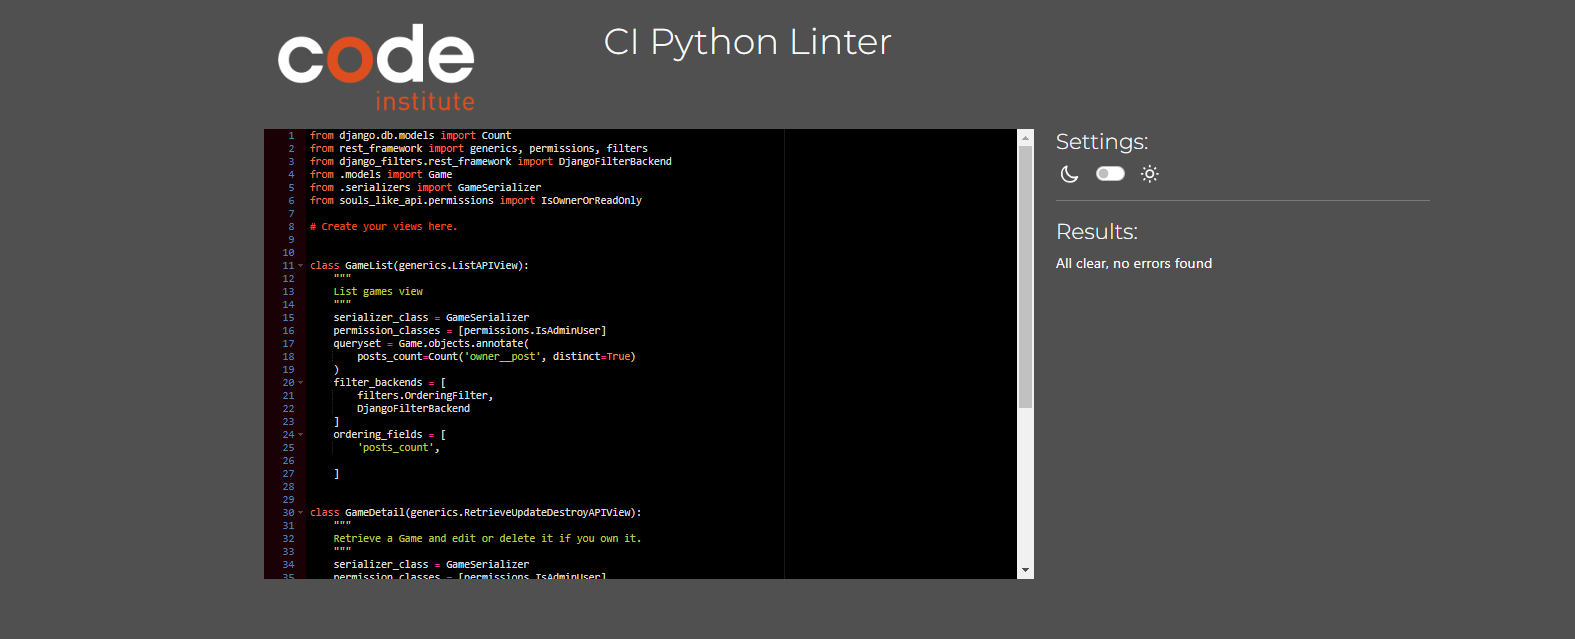 code
institute
CI Python Linter
1 from django.db.models import Count
2 from rest_framework import generics, permissions, filters
3 from django_filters.rest_framework import DjangoFilterBackend
4 from .models import Game
5 from .serializers import GameSerializer
6 from souls_like_api.permissions import IsOwnerOrReadOnly
7
8 # Create your views here.
9
10
11 class GameList(generics.ListAPIView):
12     """
13     List games view
14     """
15     serializer_class = GameSerializer
16     permission_classes = [permissions.IsAdminUser]
17     queryset = Game.objects.annotate(
18         posts_count=Count('owner__post', distinct=True)
19     )
20     filter_backends = [
21         filters.OrderingFilter,
22         DjangoFilterBackend
23     ]
24     ordering_fields = [
25         'posts_count',
26
27     ]
28
29
30 class GameDetail(generics.RetrieveUpdateDestroyAPIView):
31     """
32     Retrieve a Game and edit or delete it if you own it.
33     """
34     serializer_class = GameSerializer
35     permission_classes = [permissions.IsAdminUser]
Settings:
Results:
All clear, no errors found